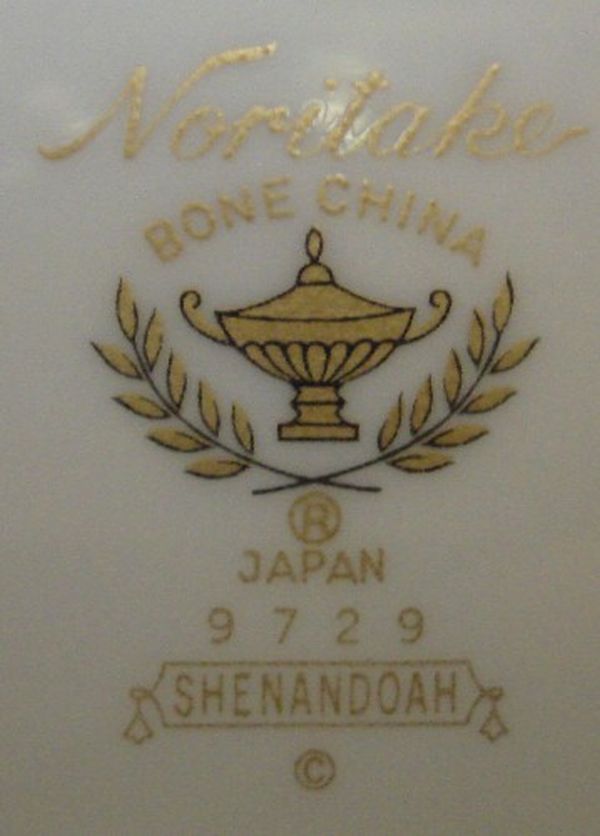 Noritake
BONE CHINA
®
JAPAN
9729
SHENANDOAH
©